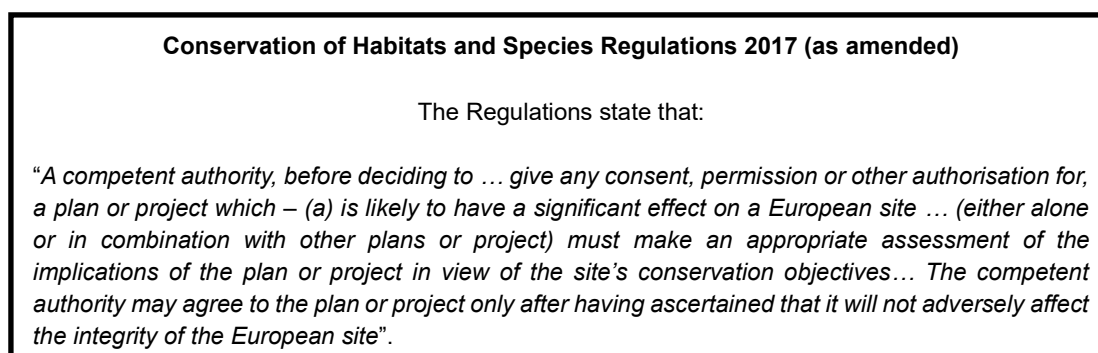 Conservation of Habitats and Species Regulations 2017 (as amended)
The Regulations state that:
“A competent authority, before deciding to … give any consent, permission or other authorisation for,
a plan or project which – (a) is likely to have a significant effect on a European site … (either alone
or in combination with other plans or project) must make an appropriate assessment of the
implications of the plan or project in view of the site’s conservation objectives… The competent
authority may agree to the plan or project only after having ascertained that it will not adversely affect
the integrity of the European site”.